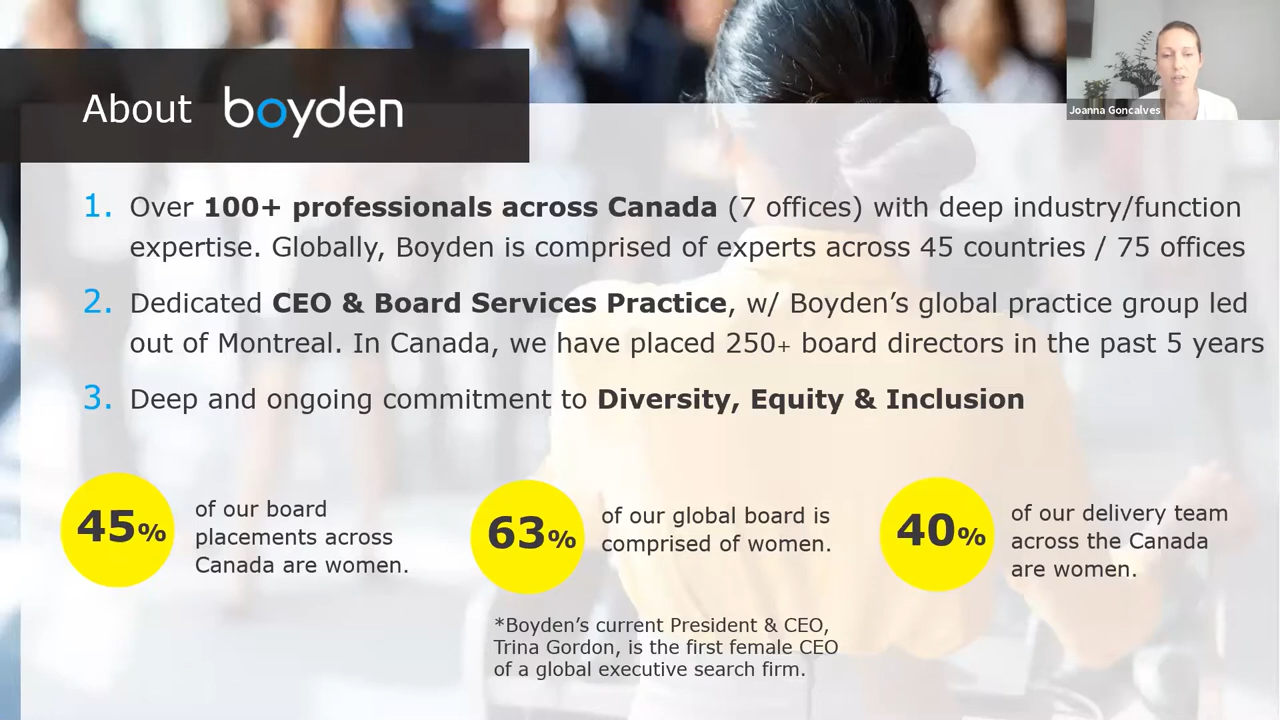 About boyden
Joanna Goncalves
1. Over 100+ professionals across Canada (7 offices) with deep industry/function
expertise. Globally, Boyden is comprised of experts across 45 countries / 75 offices
2. Dedicated CEO & Board Services Practice, w/ Boyden’s global practice group led
out of Montreal. In Canada, we have placed 250+ board directors in the past 5 years
3. Deep and ongoing commitment to Diversity, Equity & Inclusion
45%
of our board
placements across
Canada are women.
63%
of our global board is
comprised of women.
*Boyden’s current President & CEO,
Trina Gordon, is the first female CEO
of a global executive search firm.
40%
of our delivery team
across the Canada
are women.